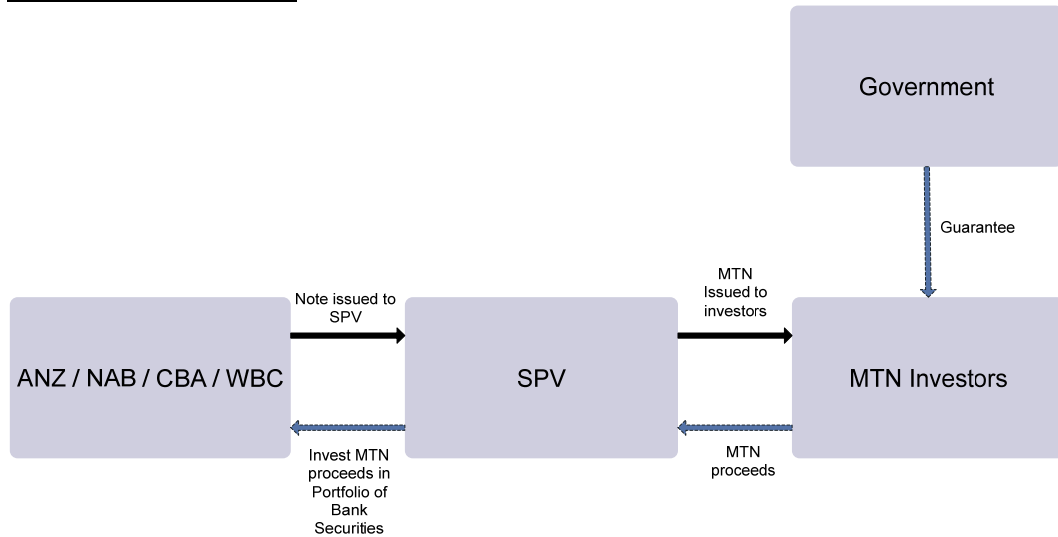 Government
Guarantee
MTN
Issued to
investors
Note issued to
SPV
ANZ / NAB / CBA / WBC
SPV
MTN Investors
Invest MTN
proceeds in
Portfolio of
Bank
Securities
MTN
proceeds